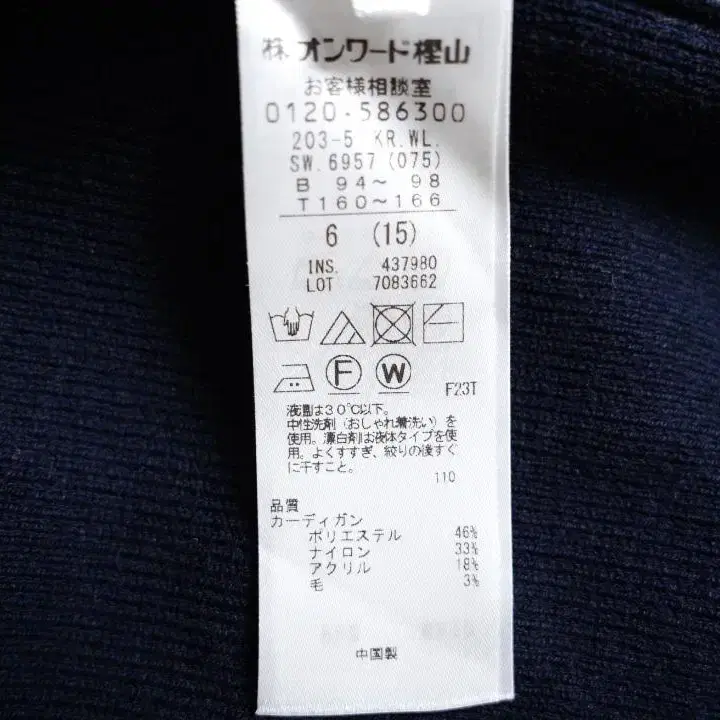 ㈱オンワード樫山
お客様相談室
0120-586300
203-5 KR.WL.
SW.6957(075)
B 94～ 98
T160～166
6 (15)
INS. 437980
LOT 7083662
F W
F23T
液温は30℃以下。
中性洗剤（おしゃれ着洗い）を
使用。漂白剤は液体タイプを使
用。よくすすぎ、絞りの後すぐ
に干すこと。
110
品質
カーディガン
ポリエステル 46%
ナイロン 33%
アクリル 18%
毛 3%
中国製